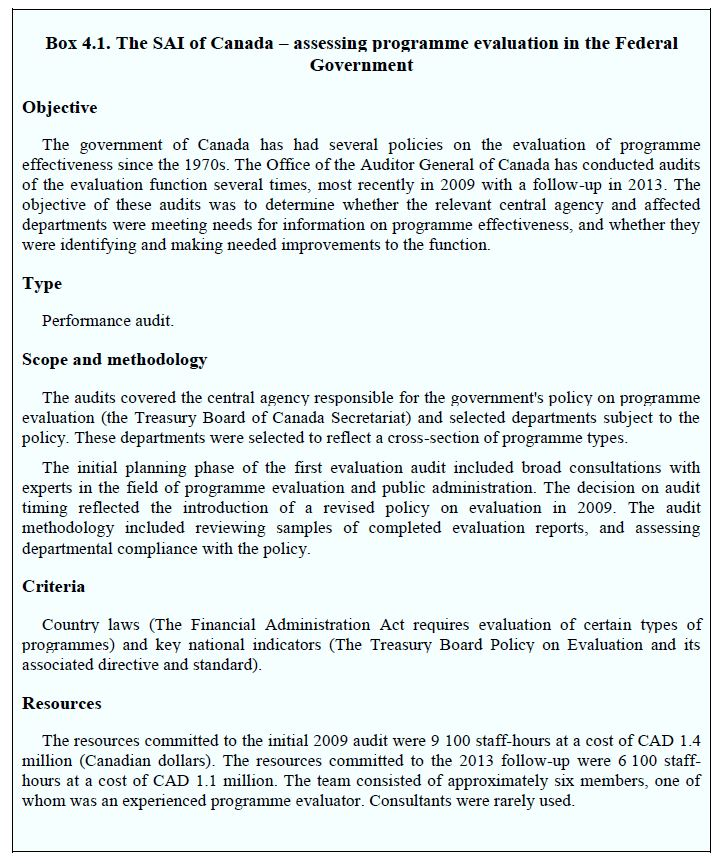 Box 4.1. The SAI of Canada – assessing programme evaluation in the Federal
Government
Objective
The government of Canada has had several policies on the evaluation of programme
effectiveness since the 1970s. The Office of the Auditor General of Canada has conducted audits
of the evaluation function several times, most recently in 2009 with a follow-up in 2013. The
objective of these audits was to determine whether the relevant central agency and affected
departments were meeting needs for information on programme effectiveness, and whether they
were identifying and making needed improvements to the function.
Type
Performance audit.
Scope and methodology
The audits covered the central agency responsible for the government's policy on programme
evaluation (the Treasury Board of Canada Secretariat) and selected departments subject to the
policy. These departments were selected to reflect a cross-section of programme types.
The initial planning phase of the first evaluation audit included broad consultations with
experts in the field of programme evaluation and public administration. The decision on audit
timing reflected the introduction of a revised policy on evaluation in 2009. The audit
methodology included reviewing samples of completed evaluation reports, and assessing
departmental compliance with the policy.
Criteria
Country laws (The Financial Administration Act requires evaluation of certain types of
programmes) and key national indicators (The Treasury Board Policy on Evaluation and its
associated directive and standard).
Resources
The resources committed to the initial 2009 audit were 9 100 staff-hours at a cost of CAD 1.4
million (Canadian dollars). The resources committed to the 2013 follow-up were 6 100 staff-
hours at a cost of CAD 1.1 million. The team consisted of approximately six members, one of
whom was an experienced programme evaluator. Consultants were rarely used.